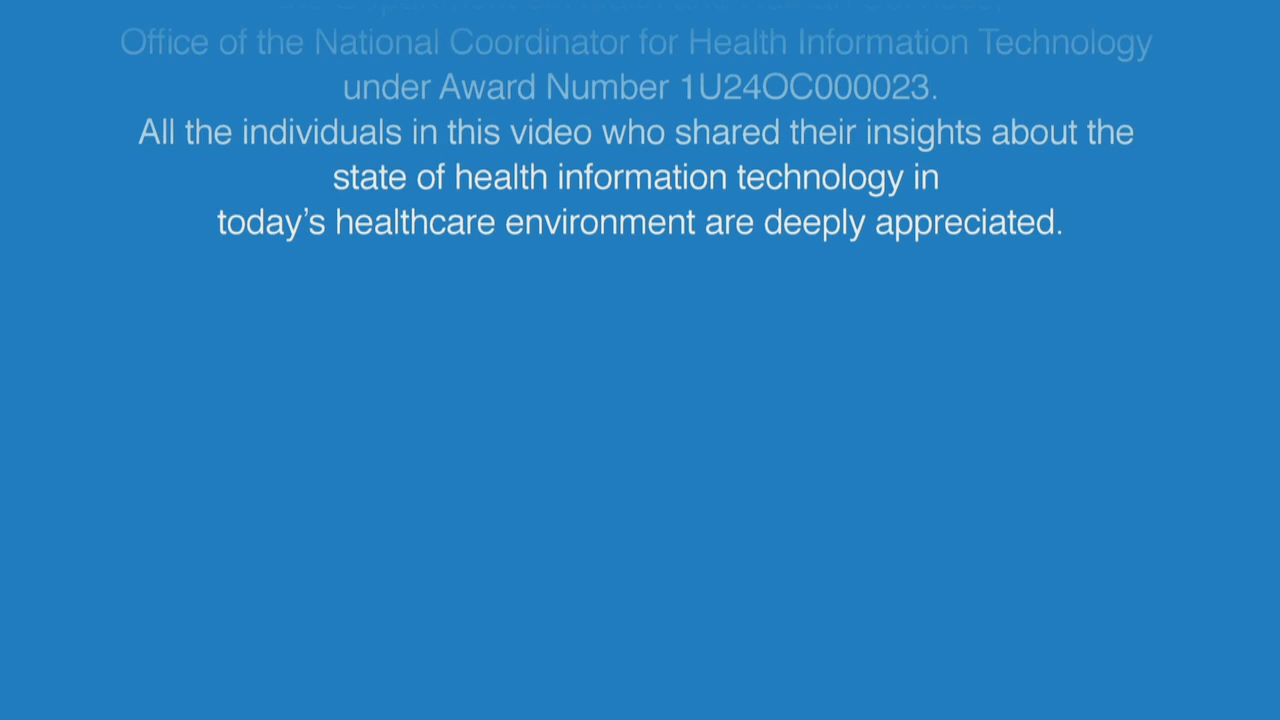 Office of the National Coordinator for Health Information Technology
under Award Number 1U24OC000023.
All the individuals in this video who shared their insights about the
state of health information technology in
today’s healthcare environment are deeply appreciated.